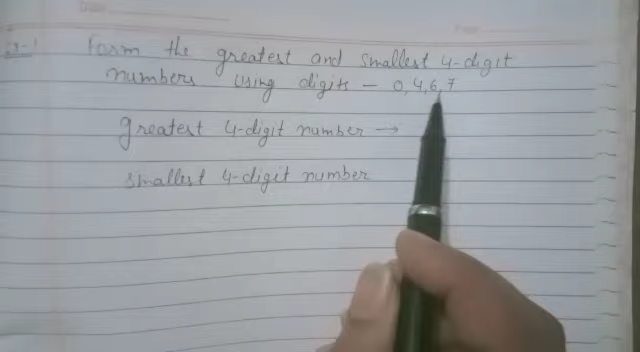 Ex-1 Form the greatest and smallest 4-digit
numbers using digits - 0,4,6,7
greatest 4-digit number →
smallest 4-digit number